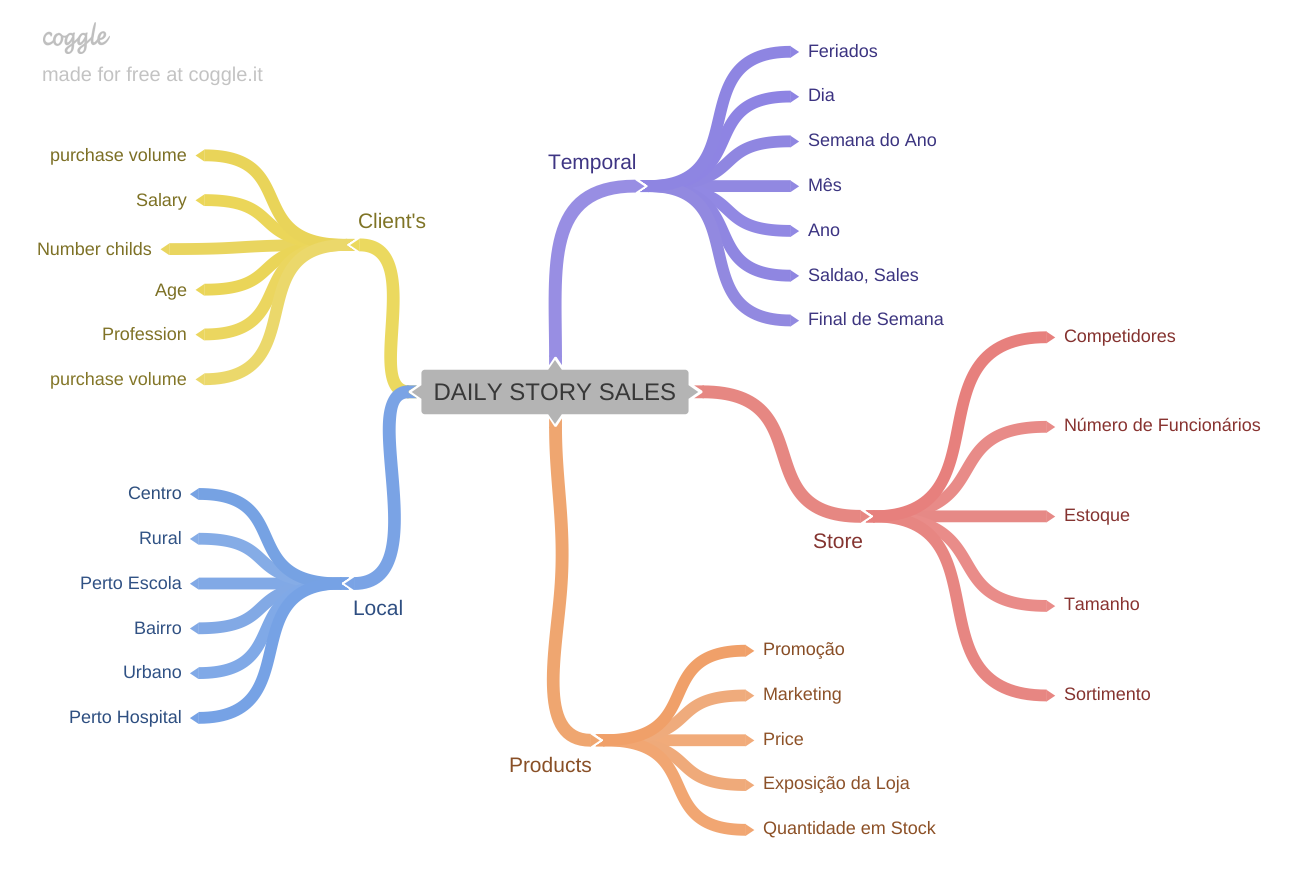 coggle
made for free at coggle.it
purchase volume
Salary
Number childs
Age
Profession
purchase volume
Client's
Centro
Rural
Perto Escola
Bairro
Urbano
Perto Hospital
Local
DAILY STORY SALES
Temporal
Feriados
Dia
Semana do Ano
Mês
Ano
Saldao, Sales
Final de Semana
Store
Competidores
Número de Funcionários
Estoque
Tamanho
Sortimento
Products
Promoção
Marketing
Price
Exposição da Loja
Quantidade em Stock